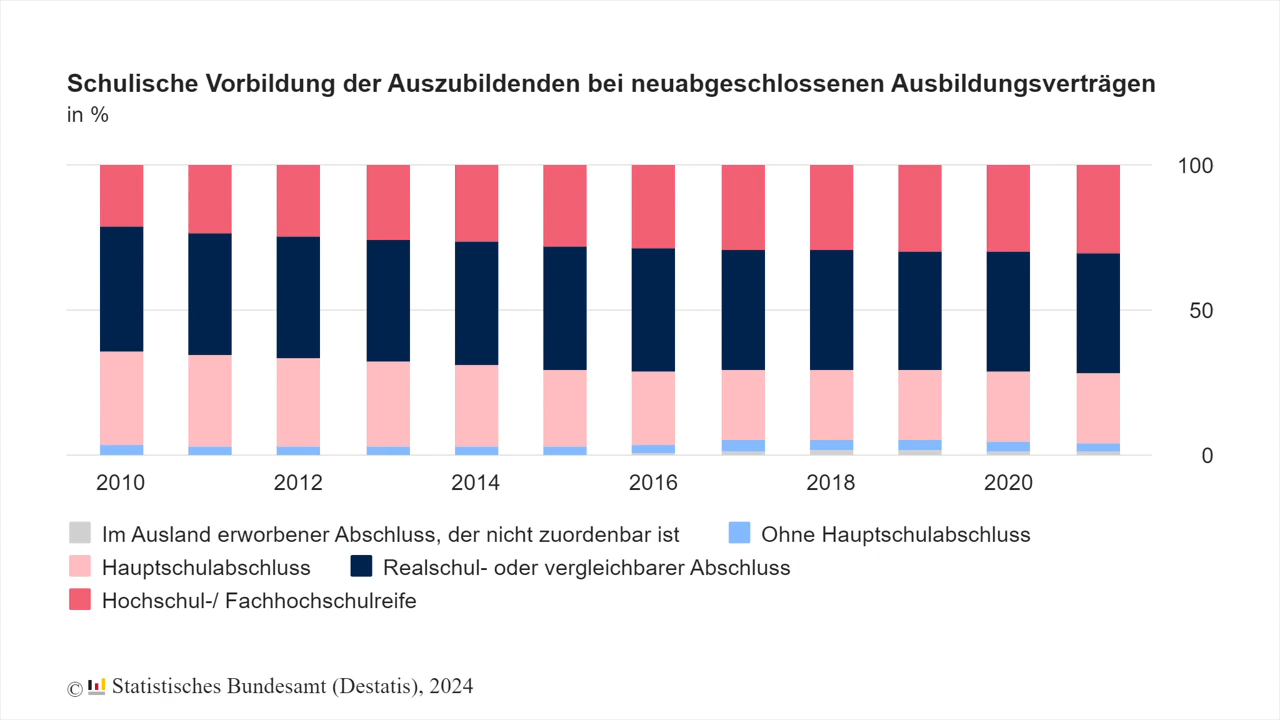 Schulische Vorbildung der Auszubildenden bei neuabgeschlossenen Ausbildungsverträgen
in %
100
50
0
2010 2012 2014 2016 2018 2020
Im Ausland erworbener Abschluss, der nicht zuordenbar ist Ohne Hauptschulabschluss
Hauptschulabschluss Realschul- oder vergleichbarer Abschluss
Hochschul-/ Fachhochschulreife
© Statistisches Bundesamt (Destatis), 2024